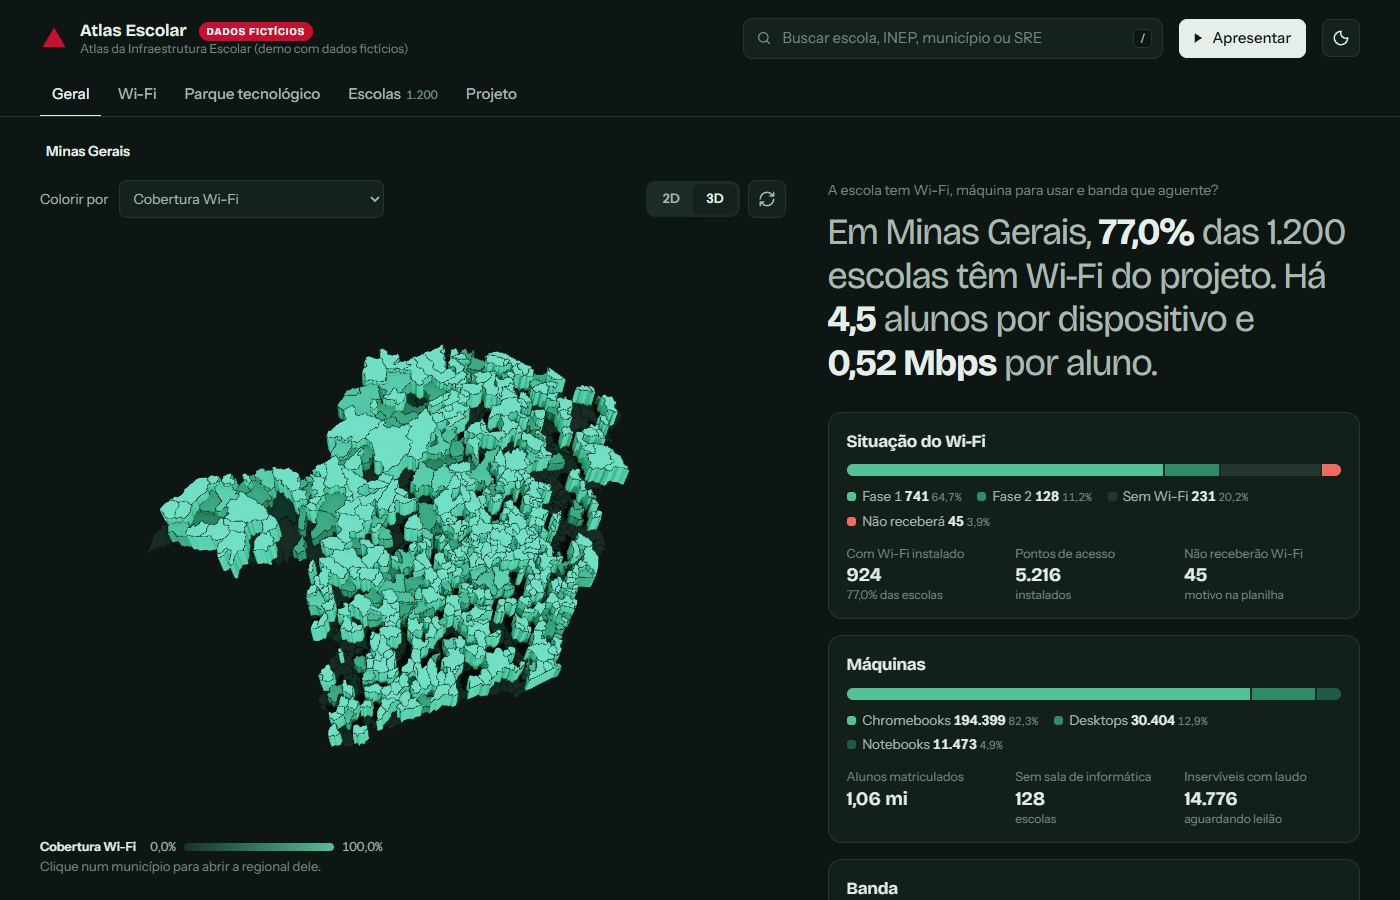 Atlas Escolar DADOS FICTÍCIOS
Atlas da Infraestrutura Escolar (demo com dados fictícios)
Buscar escola, INEP, município ou SRE /
Apresentar
Geral Wi-Fi Parque tecnológico Escolas 1.200 Projeto
Minas Gerais
Colorir por Cobertura Wi-Fi 2D 3D
A escola tem Wi-Fi, máquina para usar e banda que aguente?
Em Minas Gerais, 77,0% das 1.200
escolas têm Wi-Fi do projeto. Há
4,5 alunos por dispositivo e
0,52 Mbps por aluno.
Situação do Wi-Fi
Fase 1 741 64,7% Fase 2 128 11,2% Sem Wi-Fi 231 20,2%
Não receberá 45 3,9%
Com Wi-Fi instalado Pontos de acesso Não receberão Wi-Fi
924 5.216 45
77,0% das escolas instalados motivo na planilha
Máquinas
Chromebooks 194.399 82,3% Desktops 30.404 12,9%
Notebooks 11.473 4,9%
Alunos matriculados Sem sala de informática Inservíveis com laudo
1,06 mi 128 14.776
escolas aguardando leilão
Cobertura Wi-Fi 0,0% 100,0%
Clique num município para abrir a regional dele.
Banda